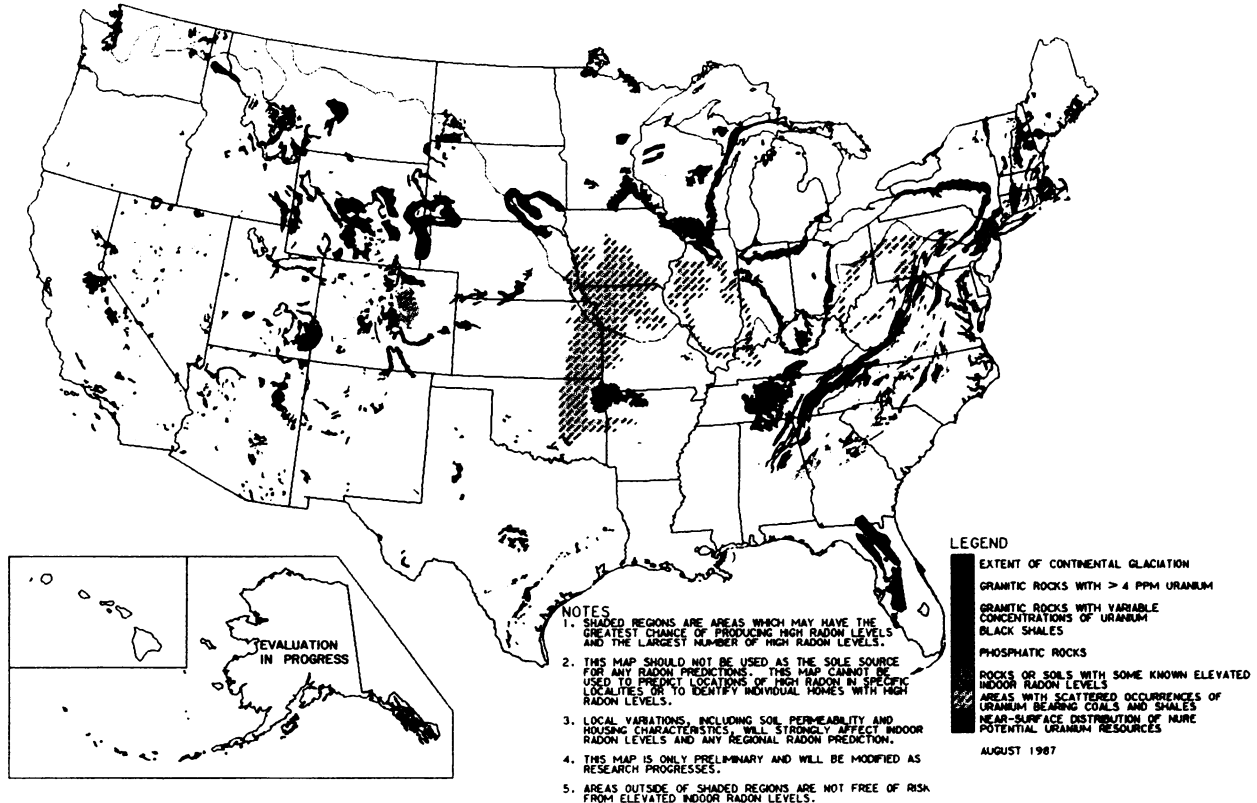 EVALUATION
IN PROGRESS
NOTES
1. SHADED REGIONS ARE AREAS WHICH MAY HAVE THE
GREATEST CHANCE OF PRODUCING HIGH RADON LEVELS
AND THE LARGEST NUMBER OF HIGH RADON LEVELS.
2. THIS MAP SHOULD NOT BE USED AS THE SOLE SOURCE
FOR ANY RADON PREDICTIONS. THIS MAP CANNOT BE
USED TO PREDICT LOCATIONS OF HIGH RADON IN SPECIFIC
LOCALITIES OR TO IDENTIFY INDIVIDUAL HOMES WITH HIGH
RADON LEVELS.
3. LOCAL VARIATIONS, INCLUDING SOIL PERMEABILITY AND
HOUSING CHARACTERISTICS, WILL STRONGLY AFFECT INDOOR
RADON LEVELS AND ANY REGIONAL RADON PREDICTION.
4. THIS MAP IS ONLY PRELIMINARY AND WILL BE MODIFIED AS
RESEARCH PROGRESSES.
5. AREAS OUTSIDE OF SHADED REGIONS ARE NOT FREE OF RISK
FROM ELEVATED INDOOR RADON LEVELS.
LEGEND
EXTENT OF CONTINENTAL GLACIATION
GRANITIC ROCKS WITH > 4 PPM URANIUM
GRANITIC ROCKS WITH VARIABLE
CONCENTRATIONS OF URANIUM
BLACK SHALES
PHOSPHATIC ROCKS
ROCKS OR SOILS WITH SOME KNOWN ELEVATED
INDOOR RADON LEVELS
AREAS WITH SCATTERED OCCURRENCES OF
URANIUM BEARING COALS AND SHALES
NEAR-SURFACE DISTRIBUTION OF NURE
POTENTIAL URANIUM RESOURCES
AUGUST 1987